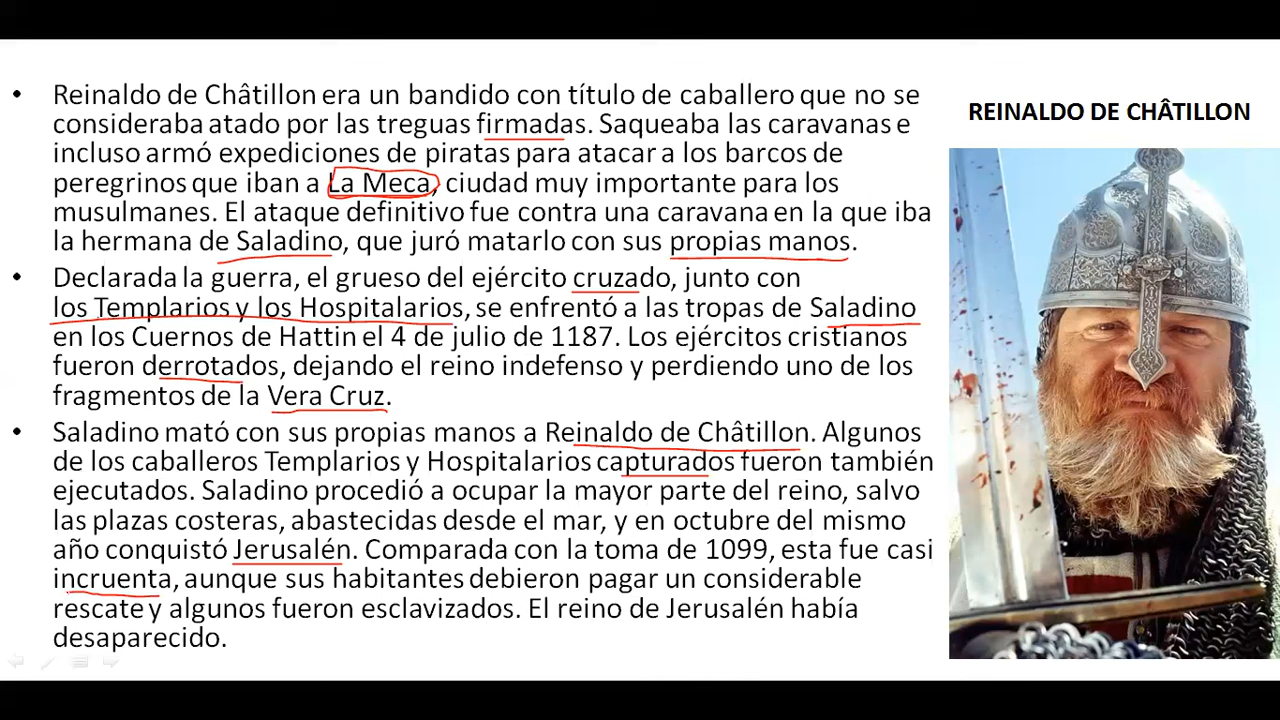 • Reinaldo de Châtillon era un bandido con título de caballero que no se
consideraba atado por las treguas firmadas. Saqueaba las caravanas e
incluso armó expediciones de piratas para atacar a los barcos de
peregrinos que iban a La Meca, ciudad muy importante para los
musulmanes. El ataque definitivo fue contra una caravana en la que iba
la hermana de Saladino, que juró matarlo con sus propias manos.
• Declarada la guerra, el grueso del ejército cruzado, junto con
los Templarios y los Hospitalarios, se enfrentó a las tropas de Saladino
en los Cuernos de Hattin el 4 de julio de 1187. Los ejércitos cristianos
fueron derrotados, dejando el reino indefenso y perdiendo uno de los
fragmentos de la Vera Cruz.
• Saladino mató con sus propias manos a Reinaldo de Châtillon. Algunos
de los caballeros Templarios y Hospitalarios capturados fueron también
ejecutados. Saladino procedió a ocupar la mayor parte del reino, salvo
las plazas costeras, abastecidas desde el mar, y en octubre del mismo
año conquistó Jerusalén. Comparada con la toma de 1099, esta fue casi
incruenta, aunque sus habitantes debieron pagar un considerable
rescate y algunos fueron esclavizados. El reino de Jerusalén había
desaparecido.
REINALDO DE CHÂTILLON